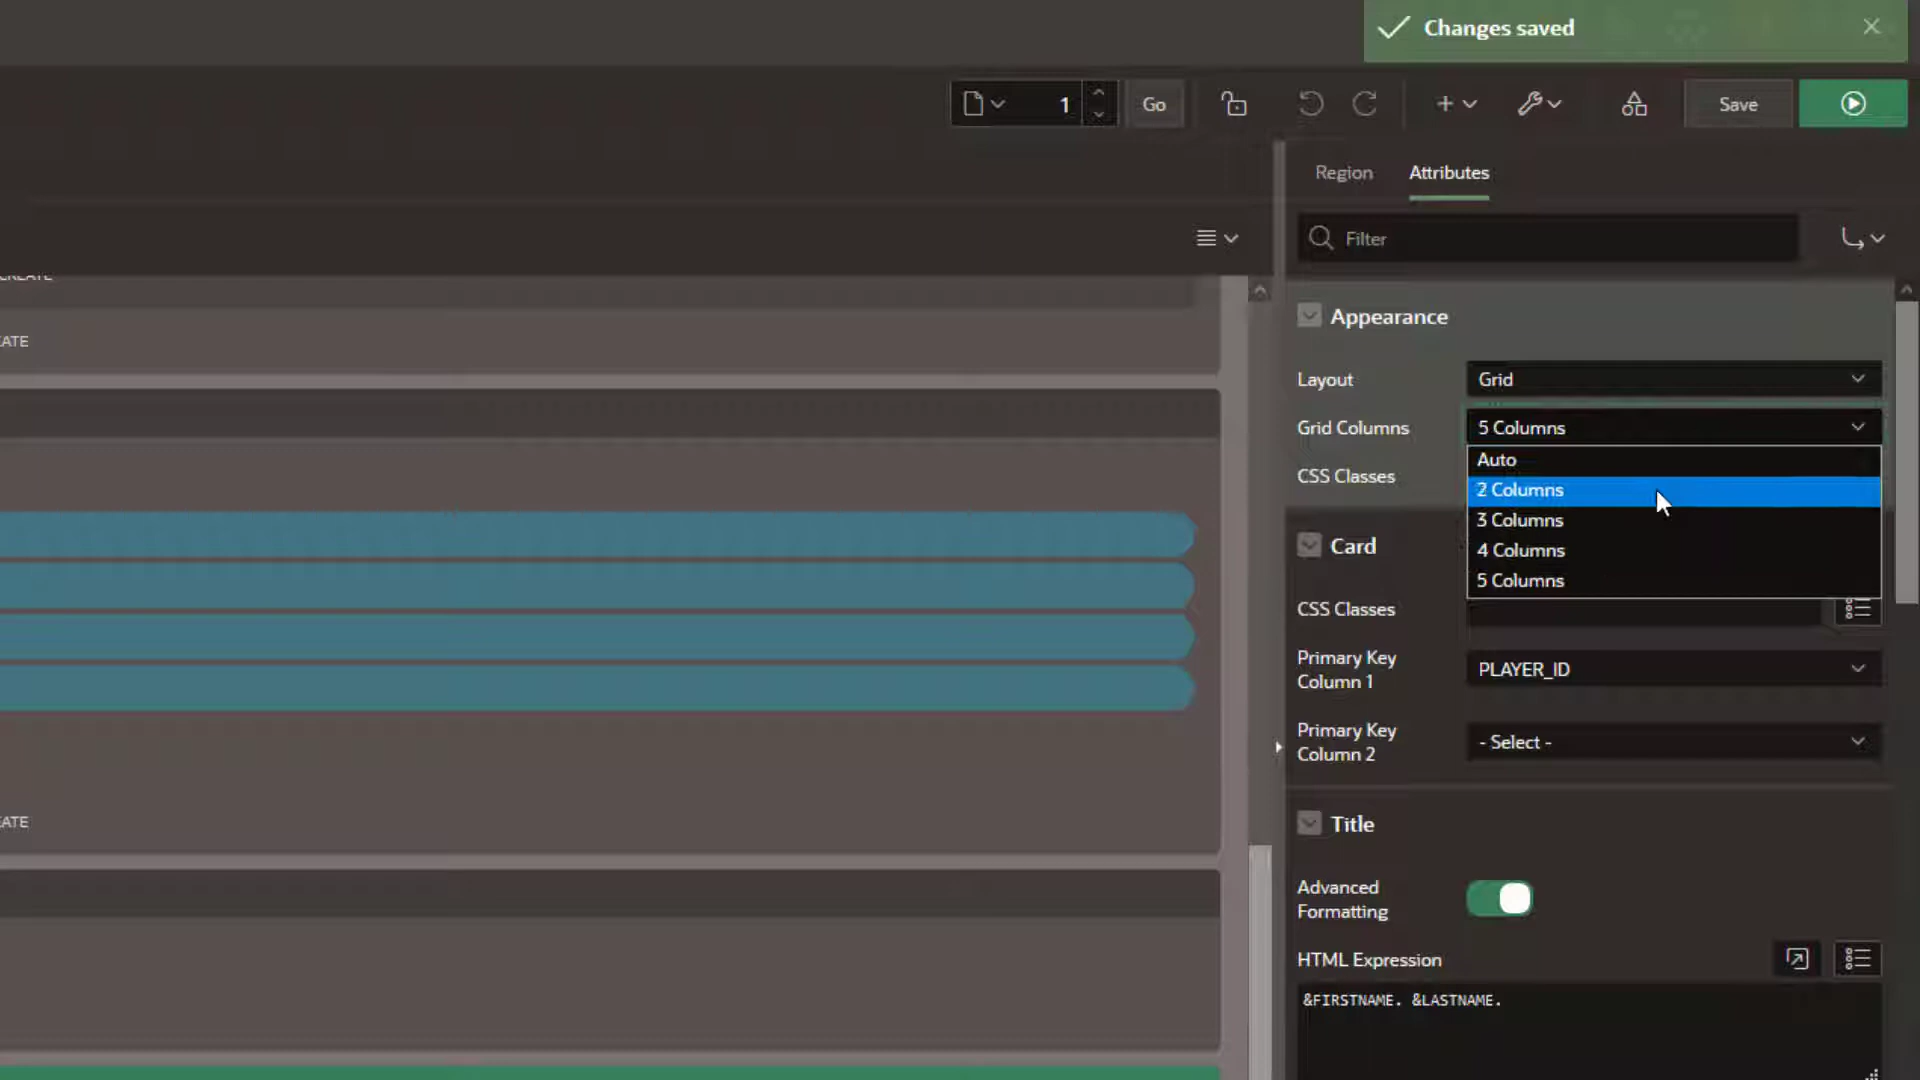 Changes saved
1
Go
Save
Region
Attributes
Filter
Appearance
Layout
Grid
Grid Columns
5 Columns
Auto
2 Columns
3 Columns
4 Columns
5 Columns
CSS Classes
Card
CSS Classes
Primary Key
Column 1
PLAYER_ID
Primary Key
Column 2
- Select -
Title
Advanced
Formatting
HTML Expression
&FIRSTNAME. &LASTNAME.